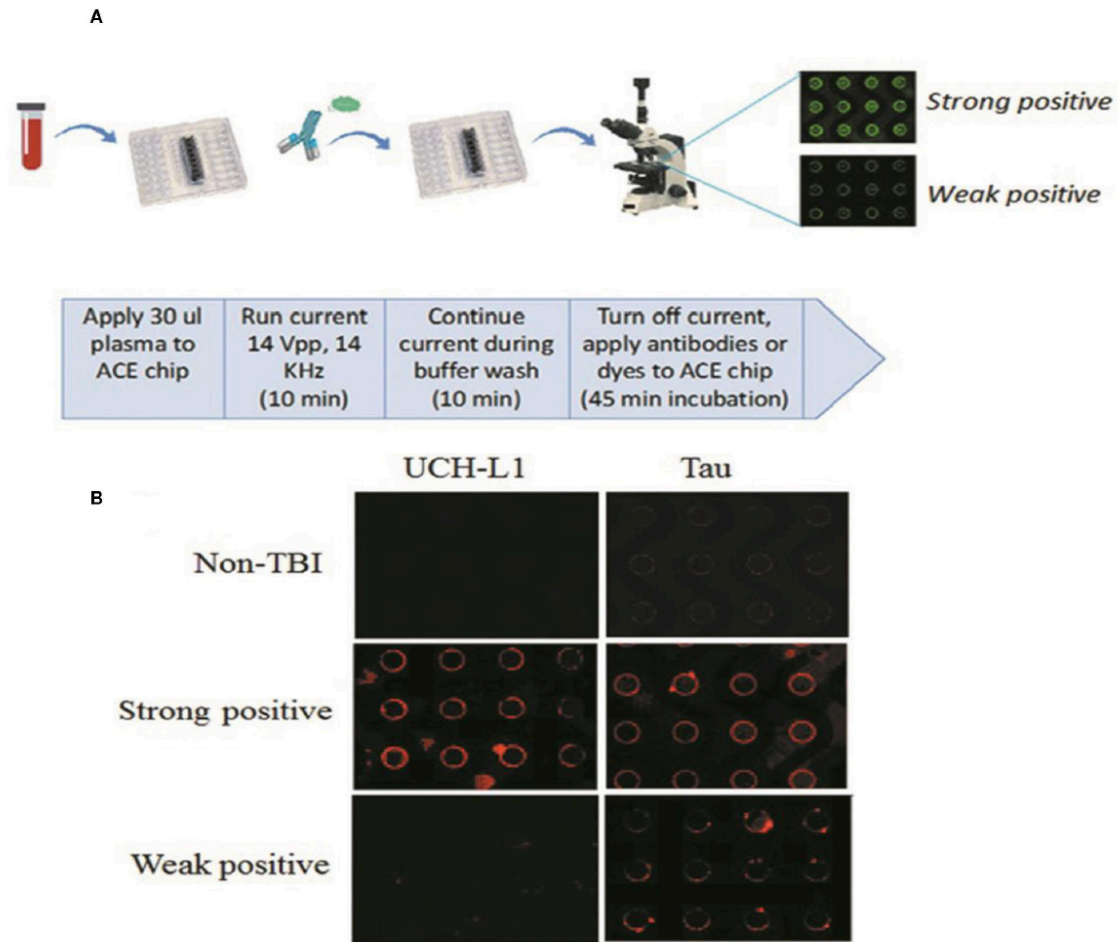 A
Strong positive
Weak positive
Apply 30 ul
plasma to
ACE chip
Run current
14 Vpp, 14
KHz
(10 min)
Continue
current during
buffer wash
(10 min)
Turn off current,
apply antibodies or
dyes to ACE chip
(45 min incubation)
B
UCH-L1
Tau
Non-TBI
Strong positive
Weak positive